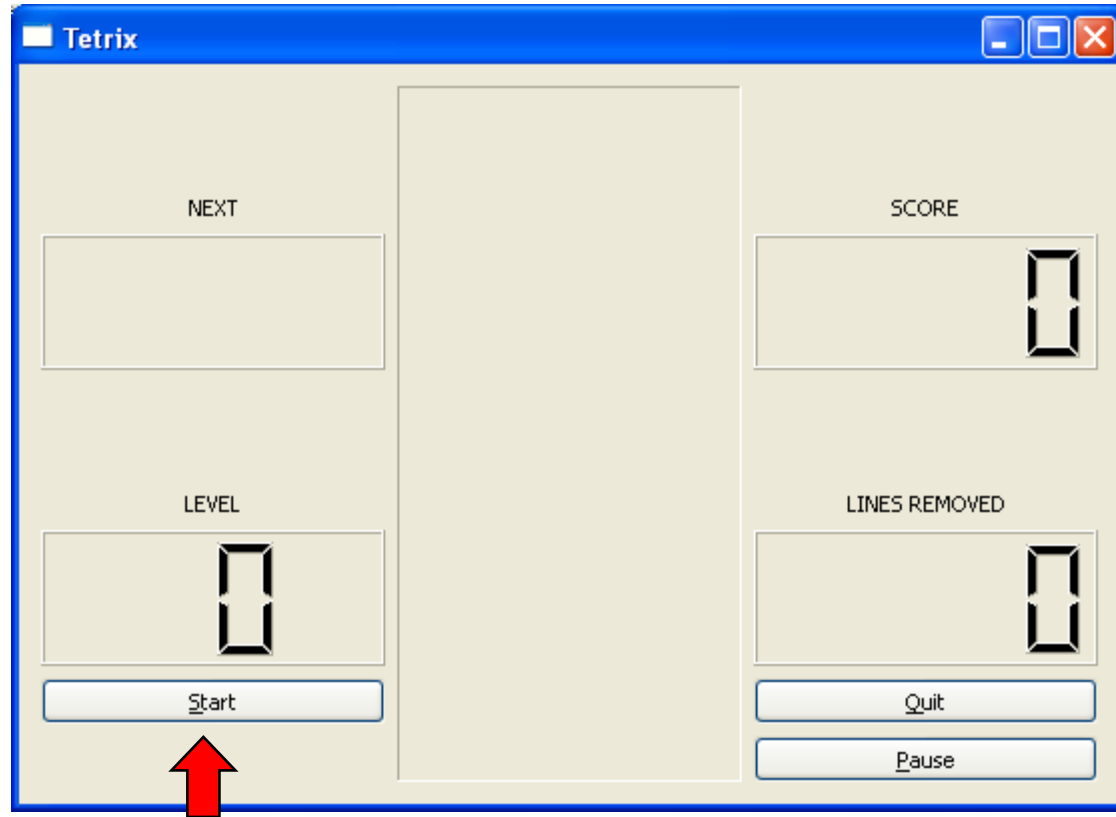 Tetrix
NEXT
SCORE
0
LEVEL
LINES REMOVED
0
0
Start
Quit
Pause